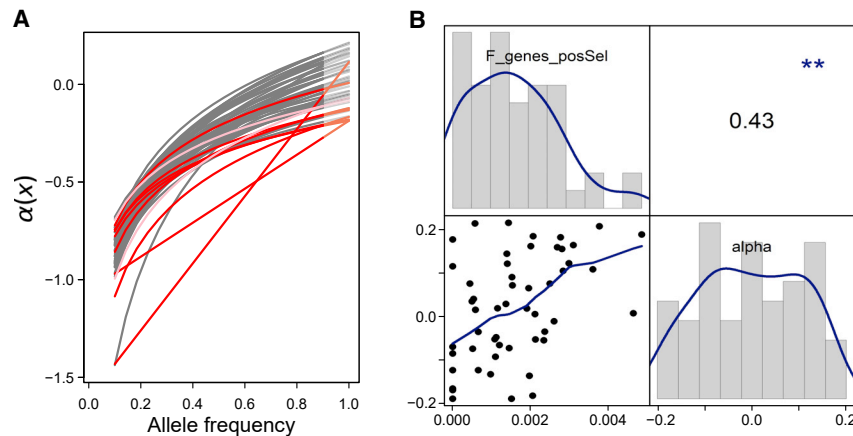 A
B
α(x)
0.0
−0.5
−1.0
−1.5
0.0 0.2 0.4 0.6 0.8 1.0
Allele frequency
F_genes_posSel
**
0.43
0.2
0.0
−0.2
alpha
0.000 0.002 0.004
−0.2 0.0 0.2